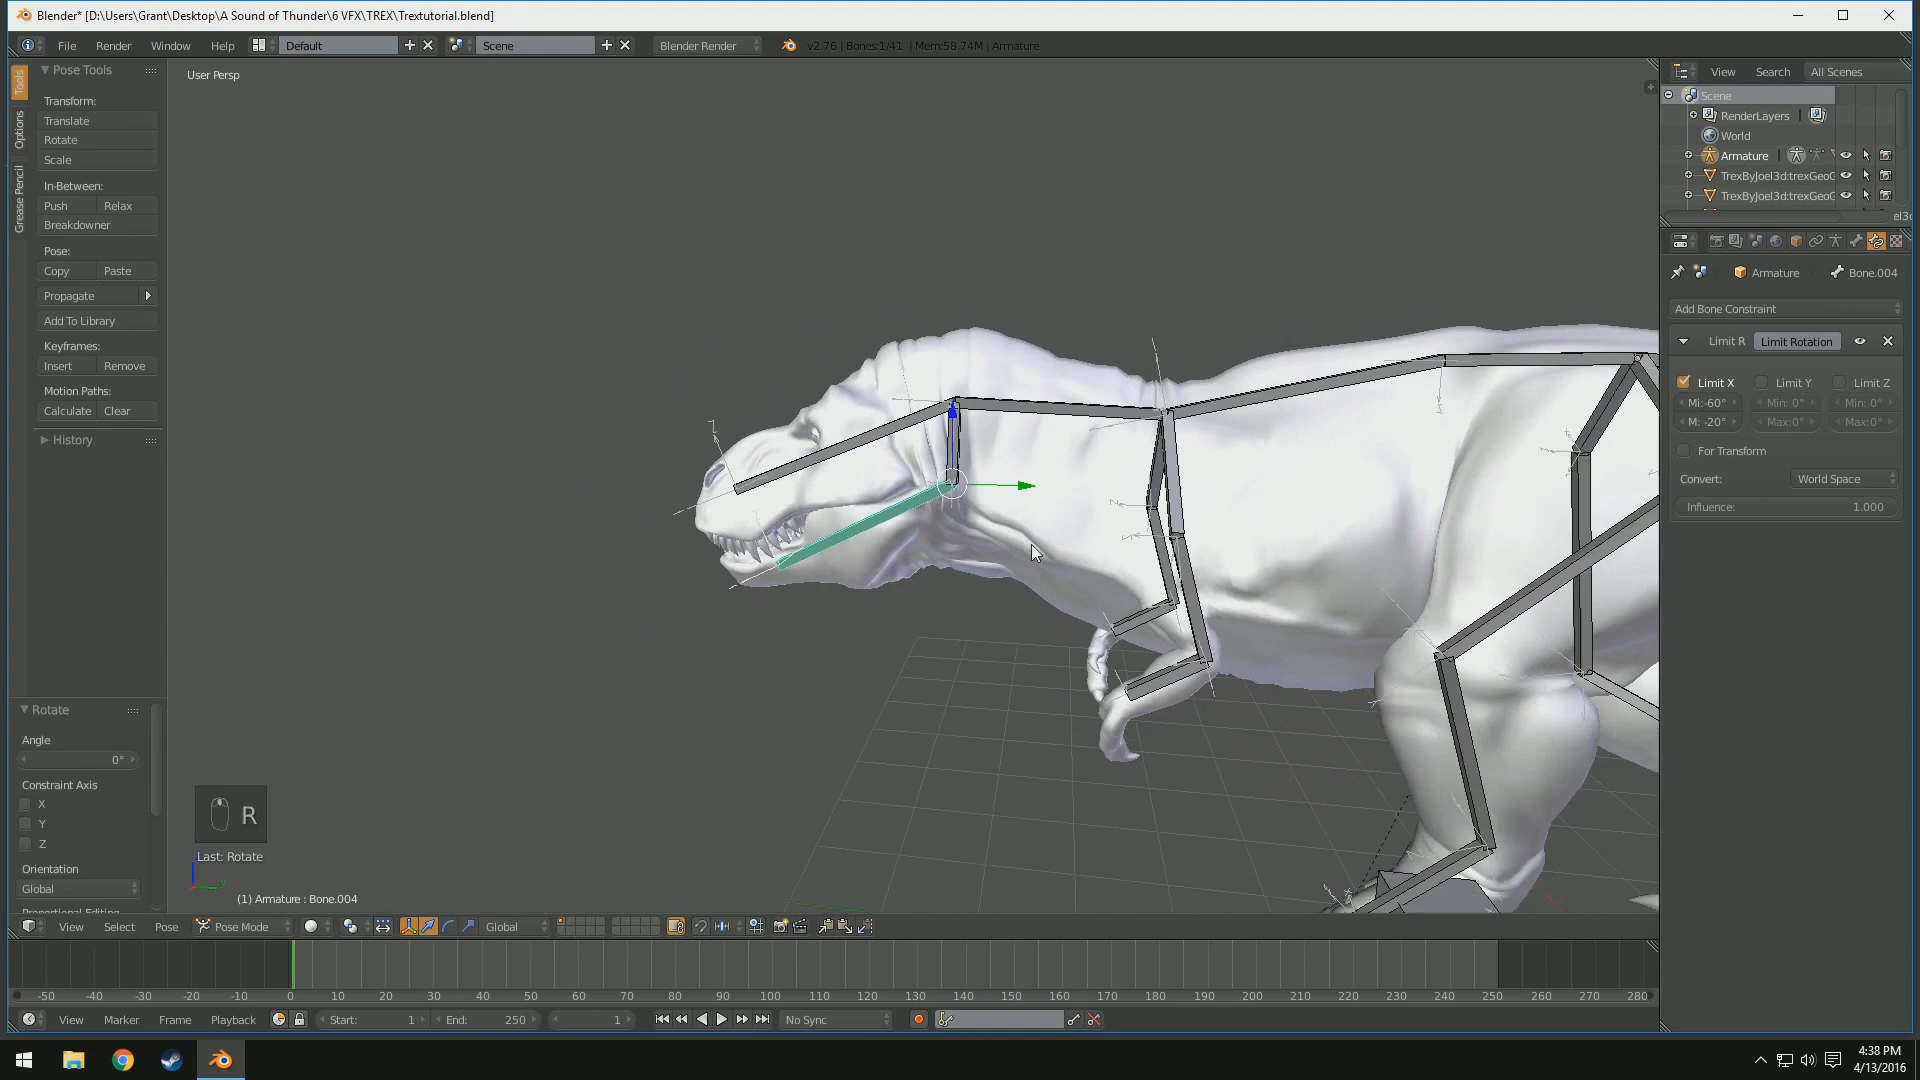 Blender* [D:\Users\Grant\Desktop\A Sound of Thunder\6 VFX\TREX\Trextutorial.blend]
File Render Window Help Default Scene Blender Render v2.76 | Bones:1/41 | Mem:58.74M | Armature
Tools
Options
Grease Pencil
Pose Tools
Transform:
Translate
Rotate
Scale
In-Between:
Push Relax
Breakdowner
Pose:
Copy Paste
Propagate
Add To Library
Keyframes:
Insert Remove
Motion Paths:
Calculate Clear
History
Rotate
Angle
0°
Constraint Axis
X
Y
Z
Orientation
Global
User Persp
R
Last: Rotate
(1) Armature : Bone.004
View Select Pose Pose Mode Global
-50 -40 -30 -20 -10 0 10 20 30 40 50 60 70 80 90 100 110 120 130 140 150 160 170 180 190 200 210 220 230 240 250 260 270 280
View Marker Frame Playback Start: 1 End: 250 1 No Sync
View Search All Scenes
Scene
RenderLayers
World
Armature
TrexByJoel3d:trexGeoG
TrexByJoel3d:trexGeoG
el3d
Armature Bone.004
Add Bone Constraint
Limit R Limit Rotation
Limit X Limit Y Limit Z
Mi:-60° Min: 0° Min: 0°
M: -20° Max:0° Max:0°
For Transform
Convert: World Space
Influence: 1.000
4:38 PM
4/13/2016